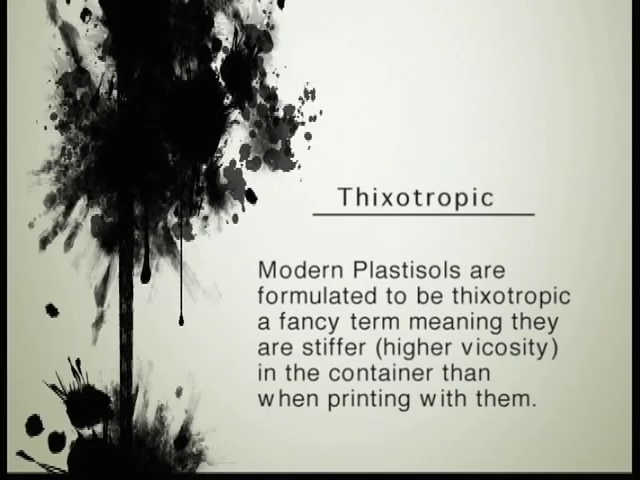 Thixotropic
Modern Plastisols are
formulated to be thixotropic
a fancy term meaning they
are stiffer (higher vicosity)
in the container than
when printing with them.